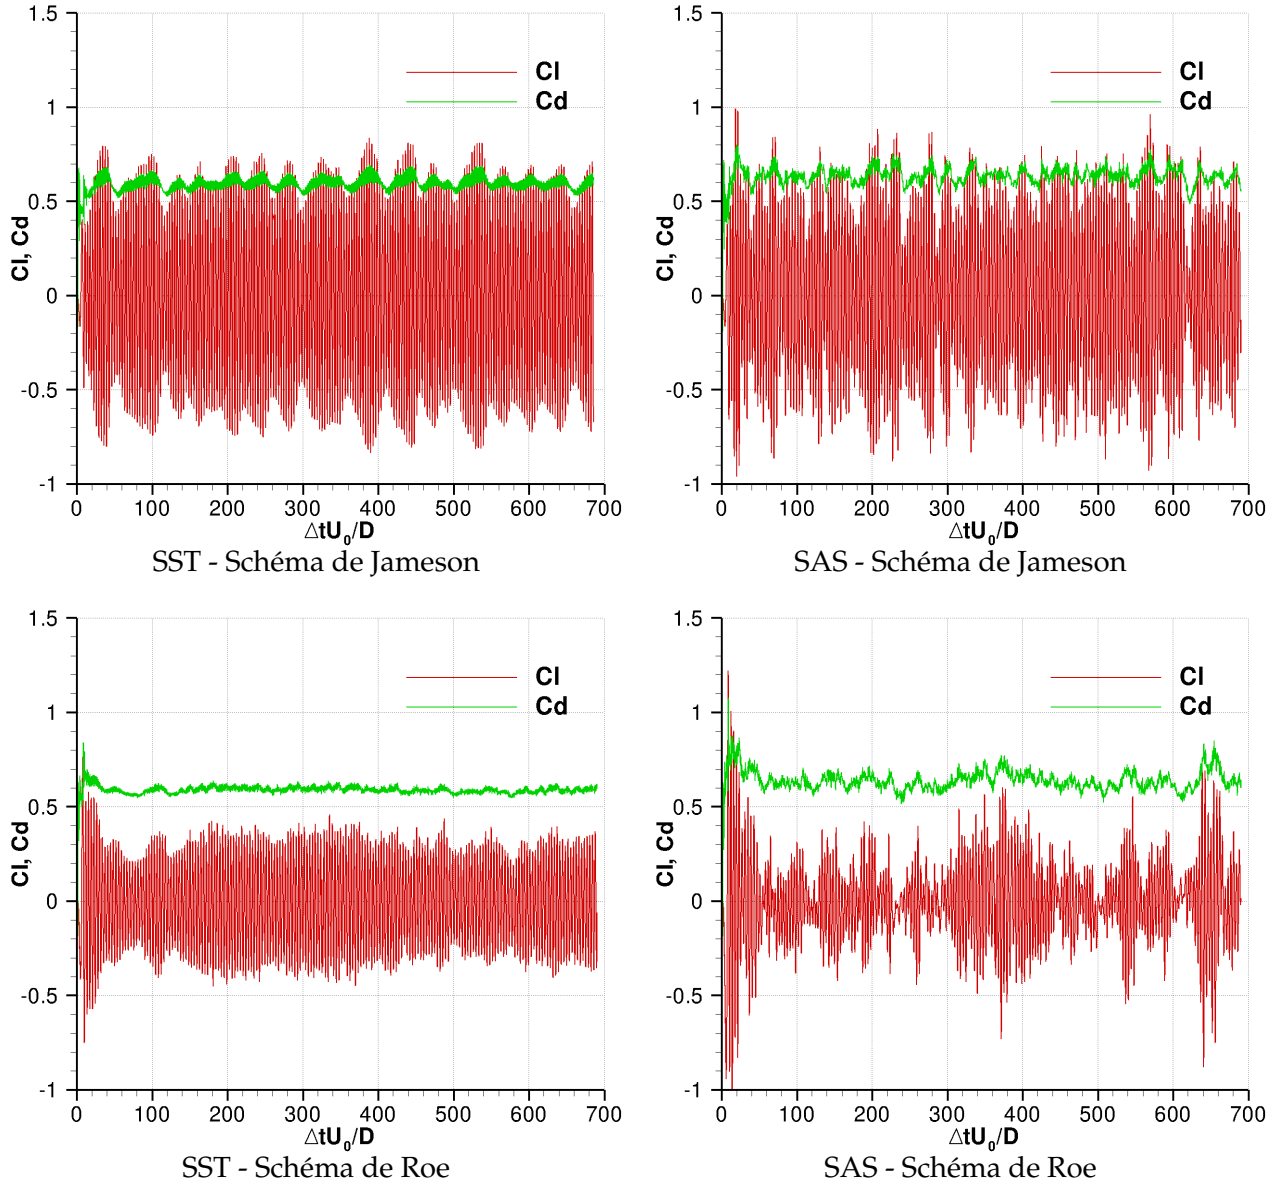 1.5
1
0.5
0
-0.5
-1
Cl, Cd
Cl
Cd
0 100 200 300 400 500 600 700
ΔtU₀/D
SST - Schéma de Jameson
1.5
1
0.5
0
-0.5
-1
Cl, Cd
Cl
Cd
0 100 200 300 400 500 600 700
ΔtU₀/D
SAS - Schéma de Jameson
1.5
1
0.5
0
-0.5
-1
Cl, Cd
Cl
Cd
0 100 200 300 400 500 600 700
ΔtU₀/D
SST - Schéma de Roe
1.5
1
0.5
0
-0.5
-1
Cl, Cd
Cl
Cd
0 100 200 300 400 500 600 700
ΔtU₀/D
SAS - Schéma de Roe